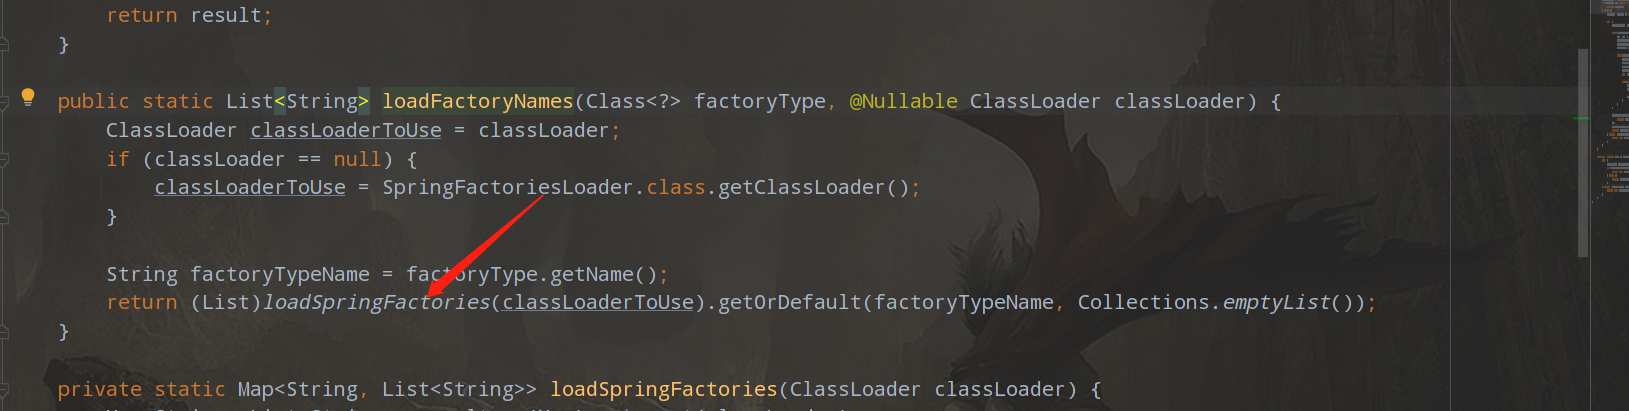 return result;
}
public static List<String> loadFactoryNames(Class<?> factoryType, @Nullable ClassLoader classLoader) {
ClassLoader classLoaderToUse = classLoader;
if (classLoader == null) {
classLoaderToUse = SpringFactoriesLoader.class.getClassLoader();
}
String factoryTypeName = factoryType.getName();
return (List)loadSpringFactories(classLoaderToUse).getOrDefault(factoryTypeName, Collections.emptyList());
}
private static Map<String, List<String>> loadSpringFactories(ClassLoader classLoader) {